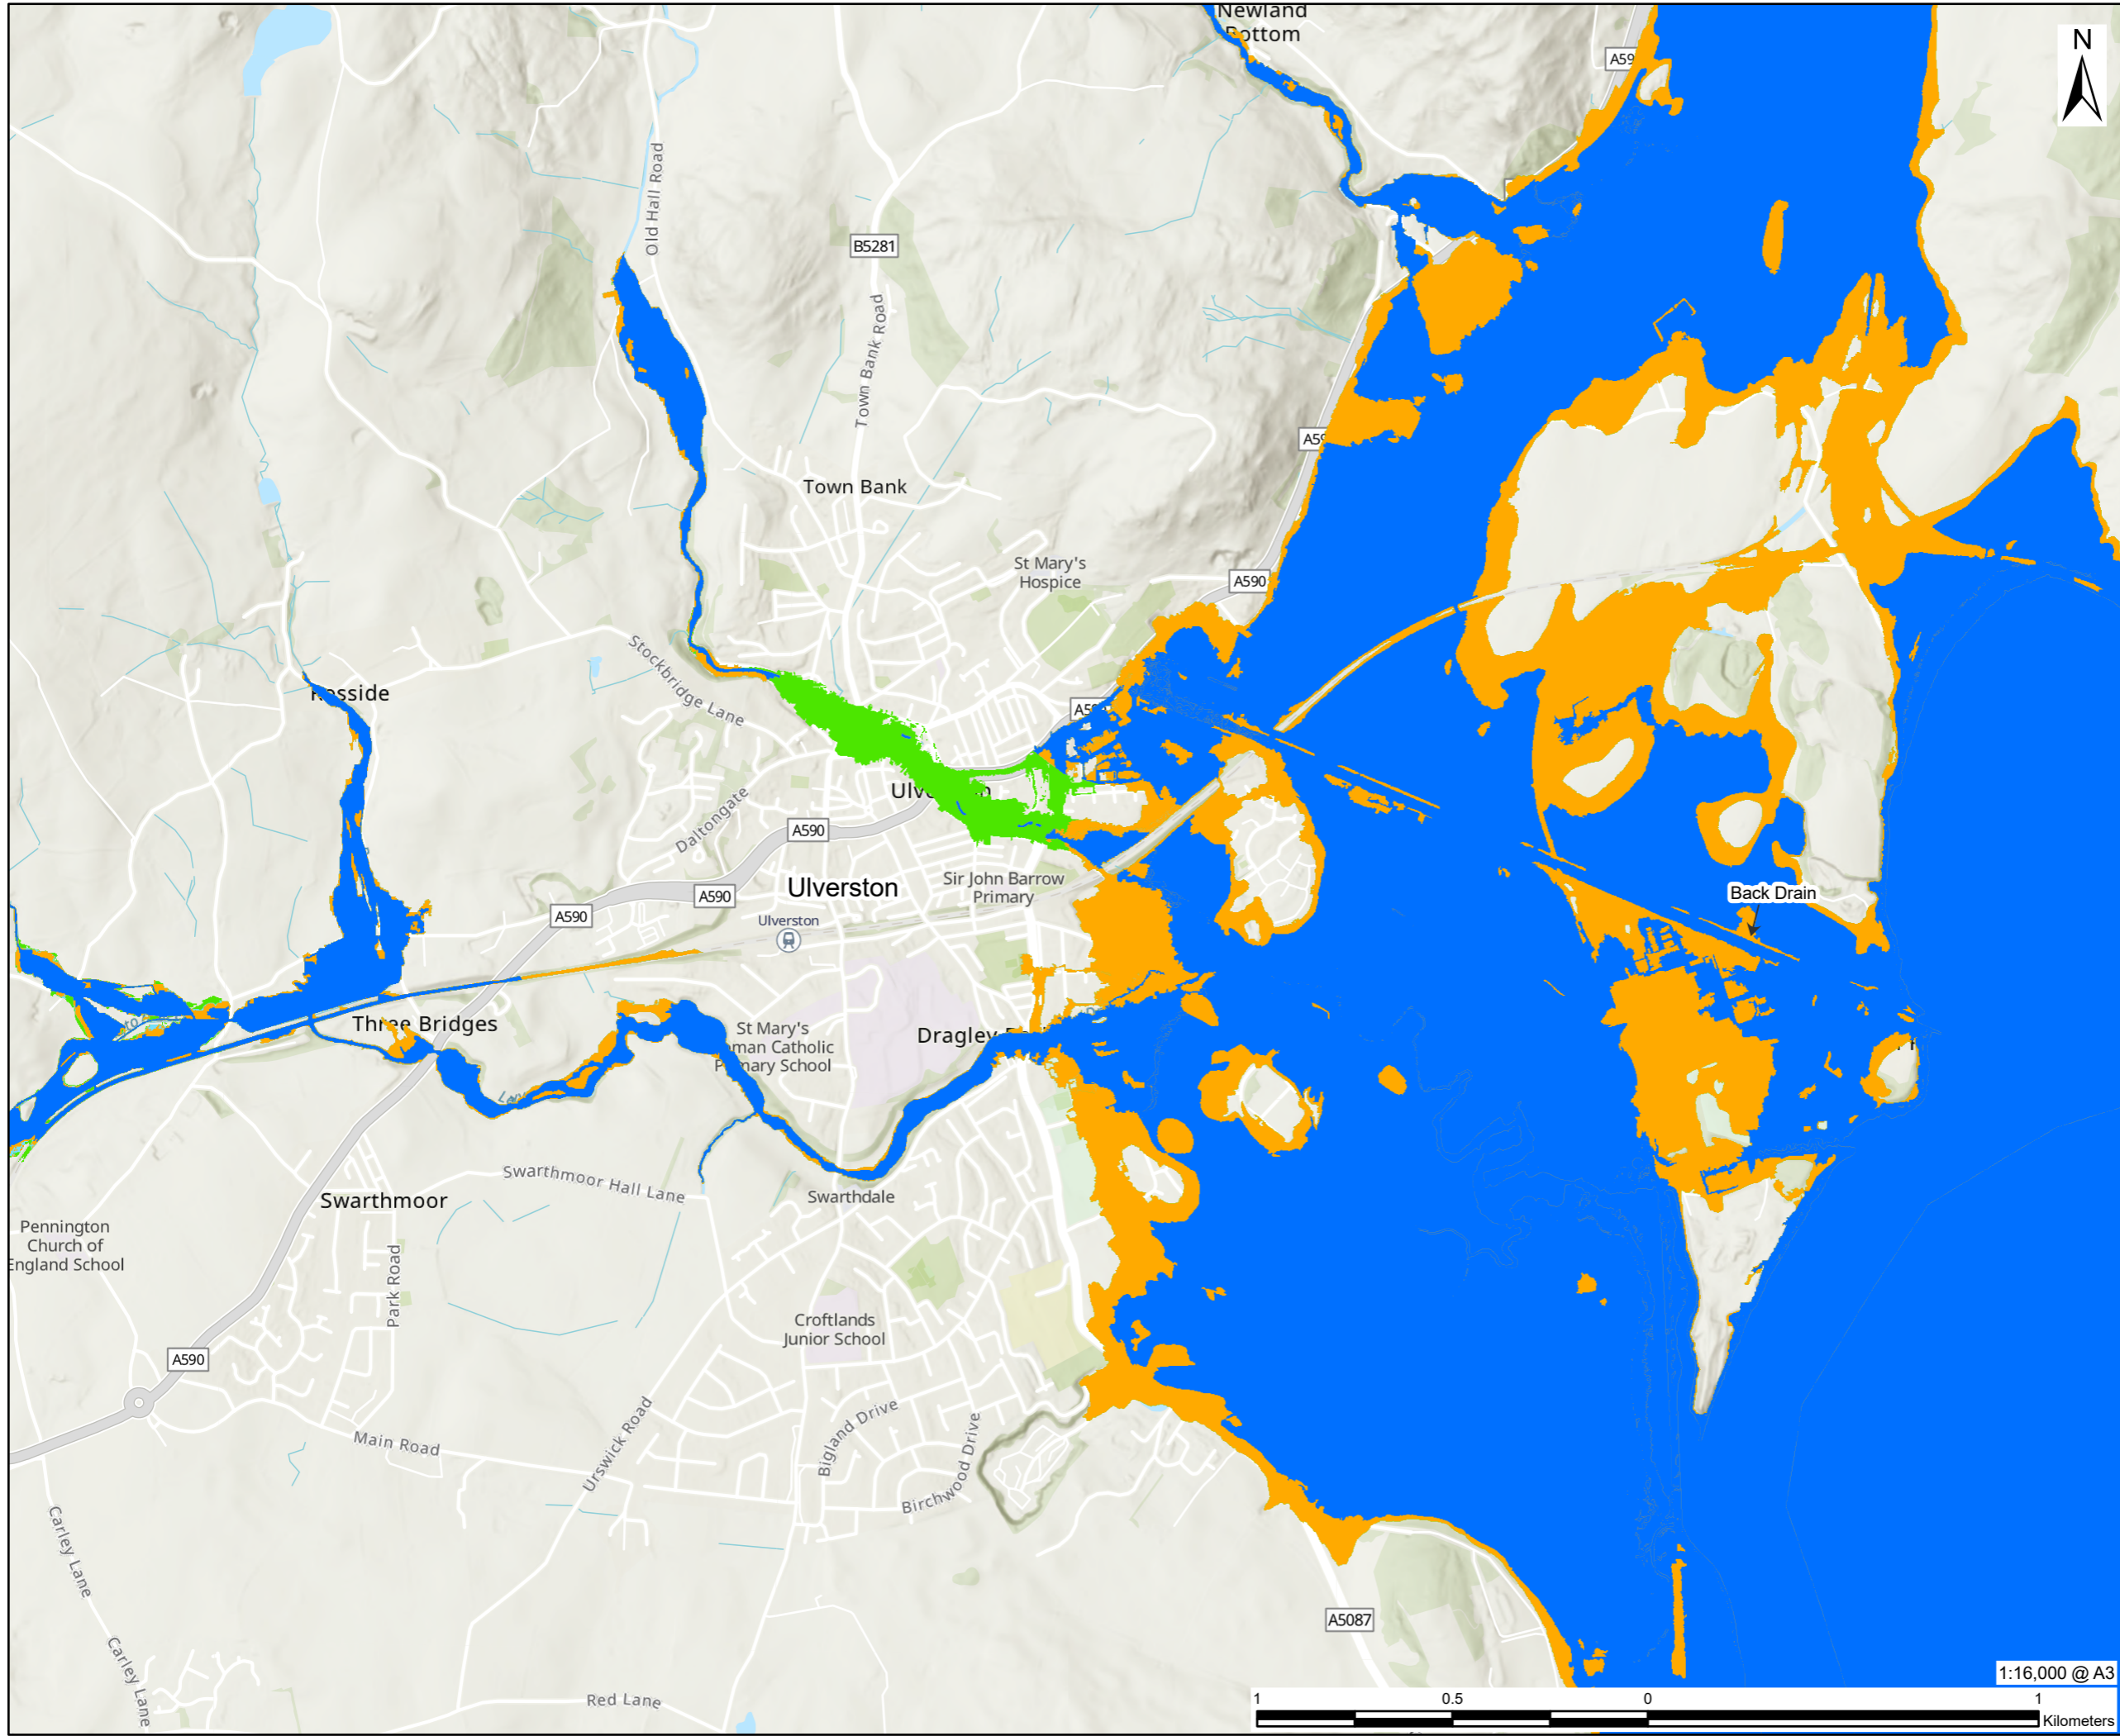 Newland
Bottom
A59
N
Old Hall Road
B5281
Town Bank Road
A59
Town Bank
St Mary's
Hospice
A590
Stockbridge Lane
A59
Daltongate
A590
Ulverston
Sir John Barrow
Primary
A590
A590
Ulverston
Back Drain
Three Bridges
St Mary's
Primary School
Dragley
Swarthmoor Hall Lane
Swarthdale
Swarthmoor
Pennington
Church of
England School
Park Road
Croftlands
Junior School
A590
Bigland Drive
Birchwood Drive
Urswick Road
Main Road
Carley Lane
Carley Lane
Red Lane
A5087
1:16,000 @ A3
1 0.5 0 1
Kilometers